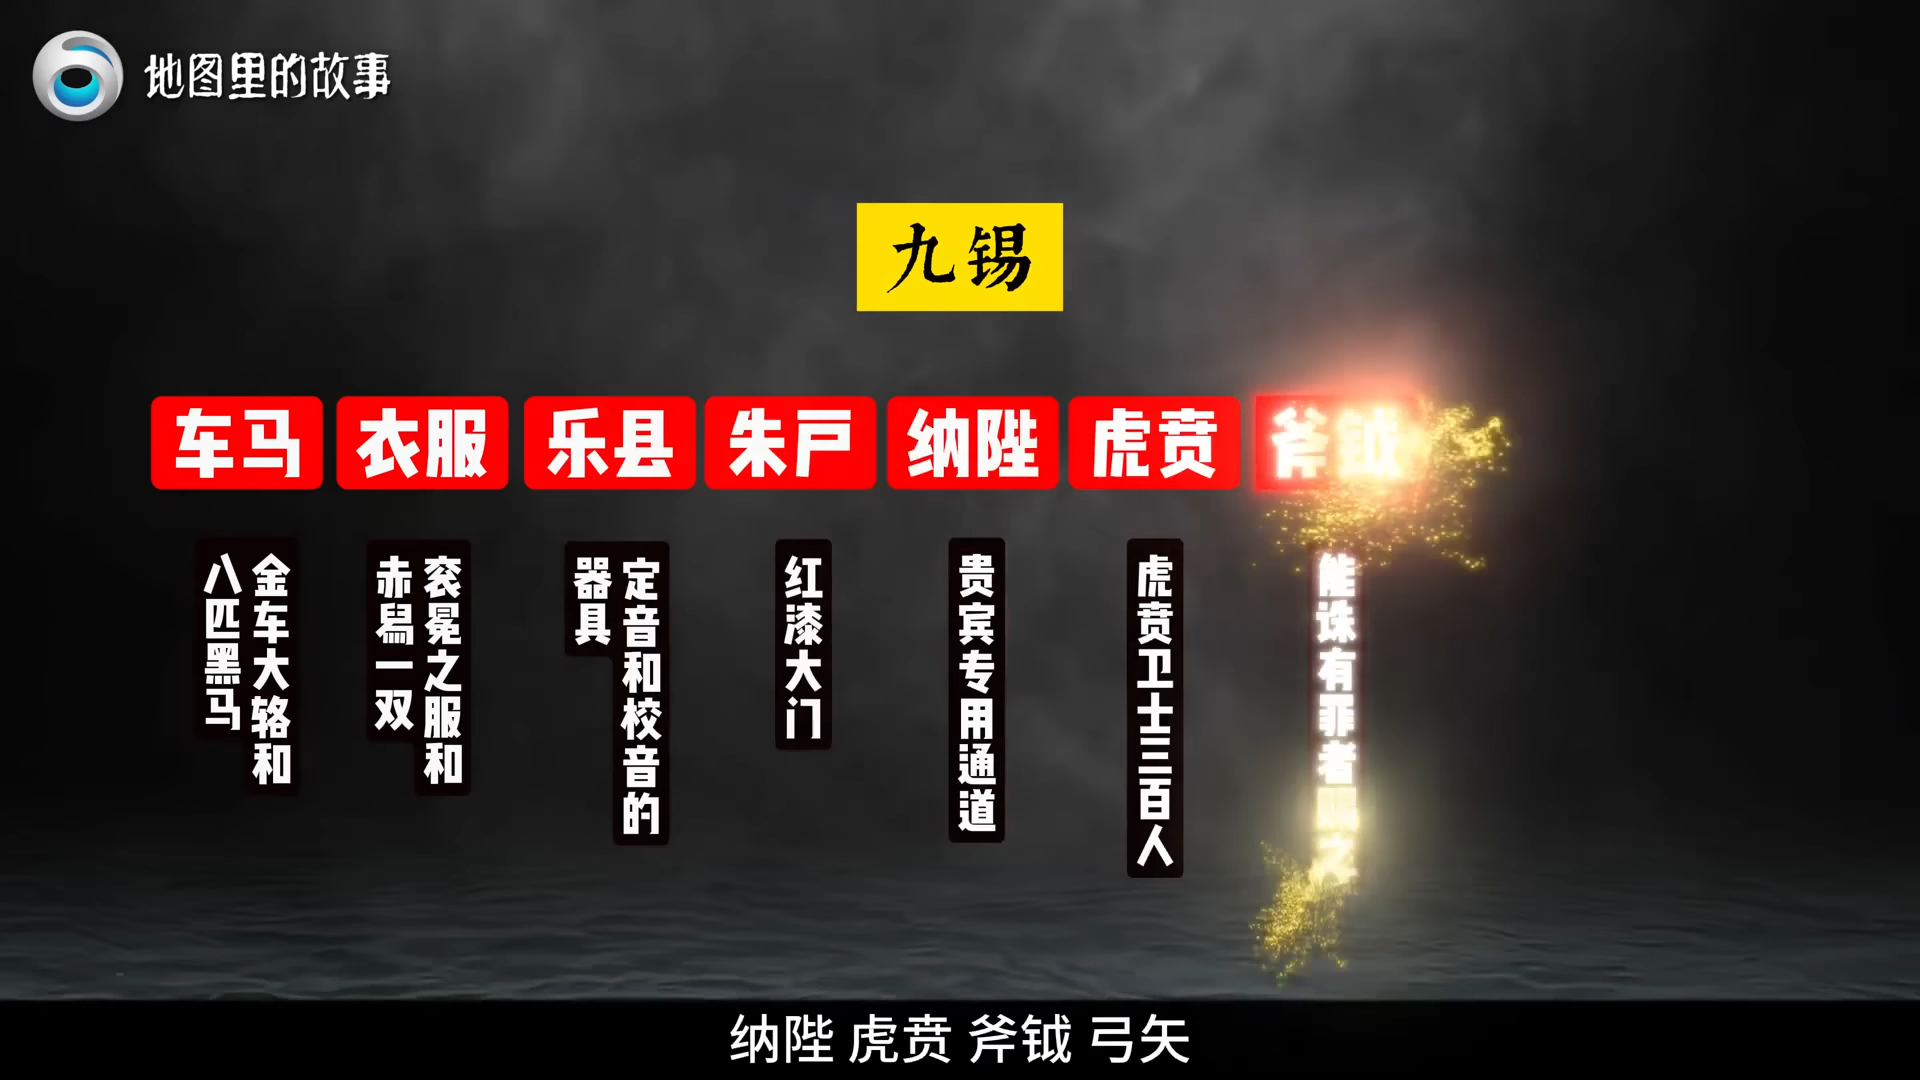 地图里的故事
九锡
车马
衣服
乐县
朱戸
纳陛
虎贲
斧钺
金车大辂和
八匹黑马
衮冕之服和
赤舄一双
定音和校音的
器具
红漆大门
贵宾专用通道
虎贲卫士三百人
能诛有罪者赐之
纳陛 虎贲 斧钺 弓矢